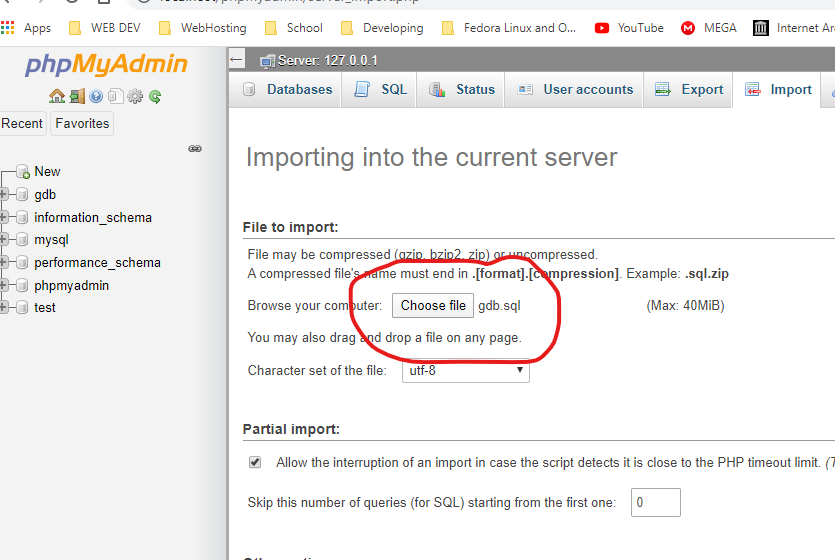 localhost/phpmyadmin/server_import.php
Apps WEB DEV WebHosting School Developing Fedora Linux and O... YouTube MEGA Internet Ar
phpMyAdmin
Server: 127.0.0.1
Databases SQL Status User accounts Export Import
Recent Favorites
New
gdb
information_schema
mysql
performance_schema
phpmyadmin
test
Importing into the current server
File to import:
File may be compressed (gzip, bzip2, zip) or uncompressed.
A compressed file's name must end in .[format].[compression]. Example: .sql.zip
Browse your computer: Choose file gdb.sql (Max: 40MiB)
You may also drag and drop a file on any page.
Character set of the file: utf-8
Partial import:
Allow the interruption of an import in case the script detects it is close to the PHP timeout limit. (T
Skip this number of queries (for SQL) starting from the first one: 0